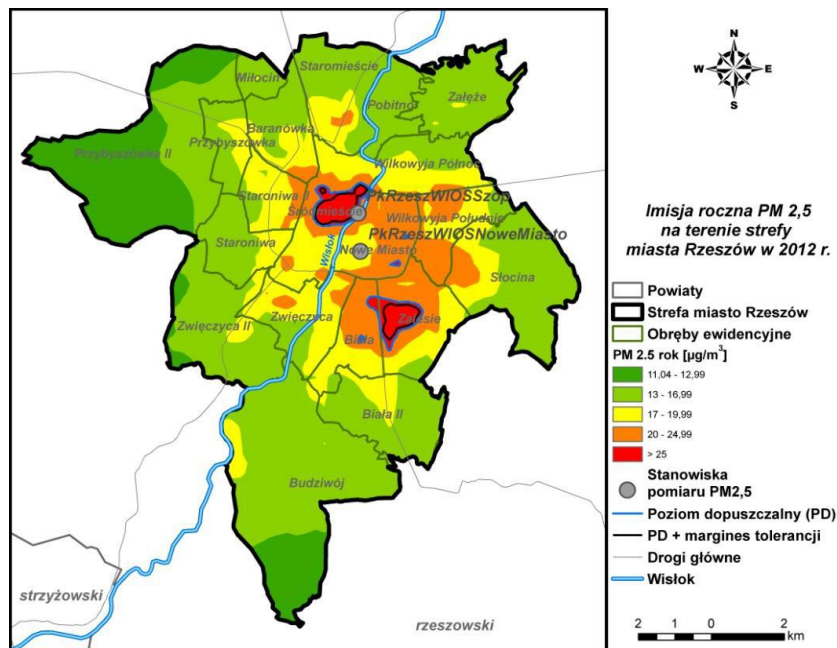 Staromieście
Miłocin
Pobitno
Załęże
Baranówka
Przybyszówka
Przybyszówka II
Wilkowyja Północ
Staroniwa II
PkRzeszWIOSSzop
Śródmieście
Wilkowyja Południe
PkRzeszWIOSNoweMiasto
Staroniwa
Nowe Miasto
Wisłok
Słocina
Zwięczyca
Zalesie
Zwięczyca II
Biała
Biała II
Budziwój
strzyżowski
rzeszowski
N
W E
S
Imisja roczna PM 2,5
na terenie strefy
miasta Rzeszów w 2012 r.
Powiaty
Strefa miasto Rzeszów
Obręby ewidencyjne
PM 2.5 rok [µg/m³]
11,04 - 12,99
13 - 16,99
17 - 19,99
20 - 24,99
> 25
Stanowiska
pomiaru PM2,5
Poziom dopuszczalny (PD)
PD + margines tolerancji
Drogi główne
Wisłok
2 1 0 2
km